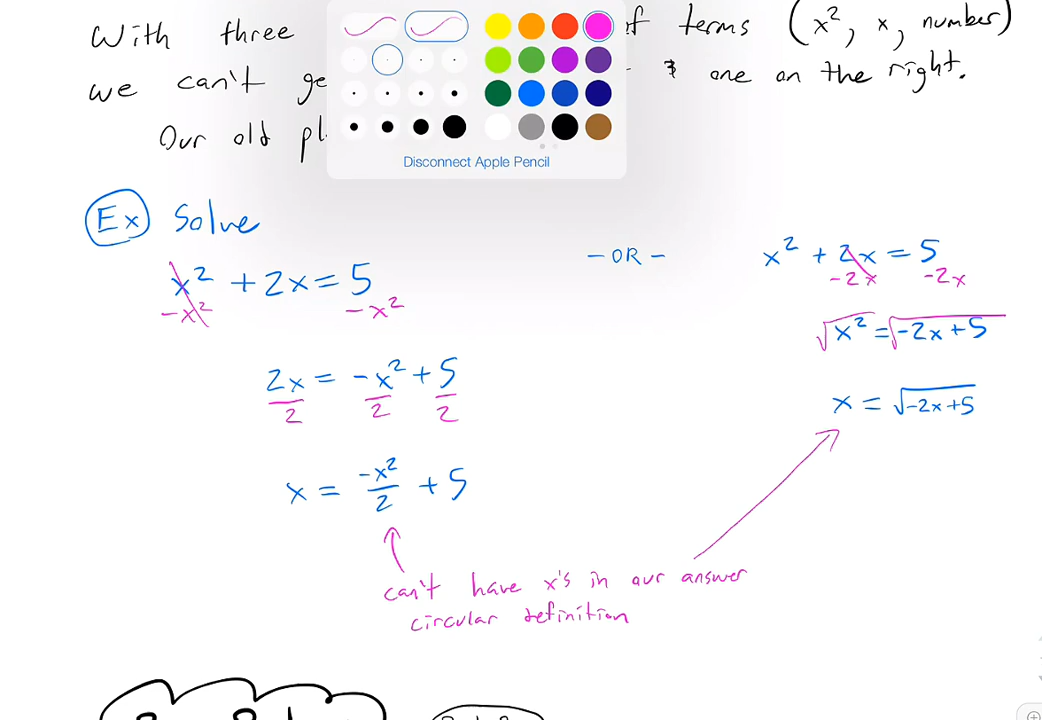 With three of terms (x², x, number)
we can't ge & one on the right.
Our old pl
Disconnect Apple Pencil
Ex Solve
x² + 2x = 5
-x² -x²
2x = -x² + 5
2 2 2
x = -x²/2 + 5
- OR -
x² + 2x = 5
-2x -2x
√x² = √-2x + 5
x = √-2x + 5
can't have x's in our answer
circular definition